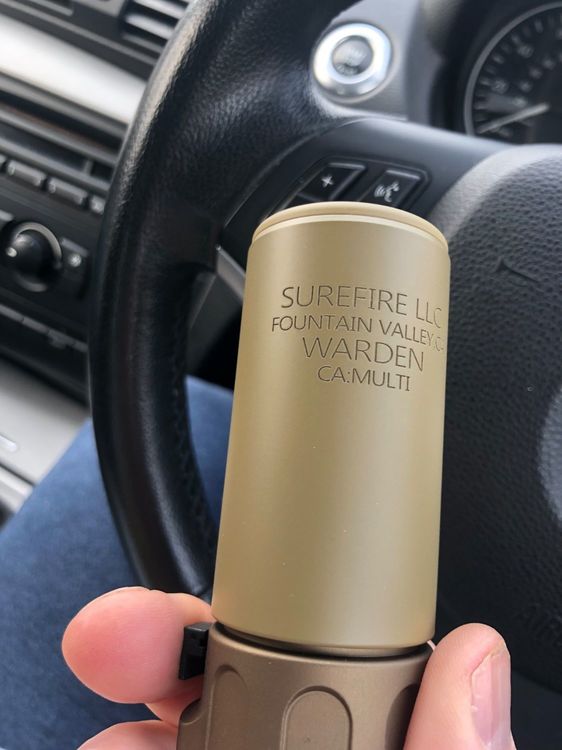 SUREFIRE LLC
FOUNTAIN VALLEY, C
WARDEN
CA:MULTI
+